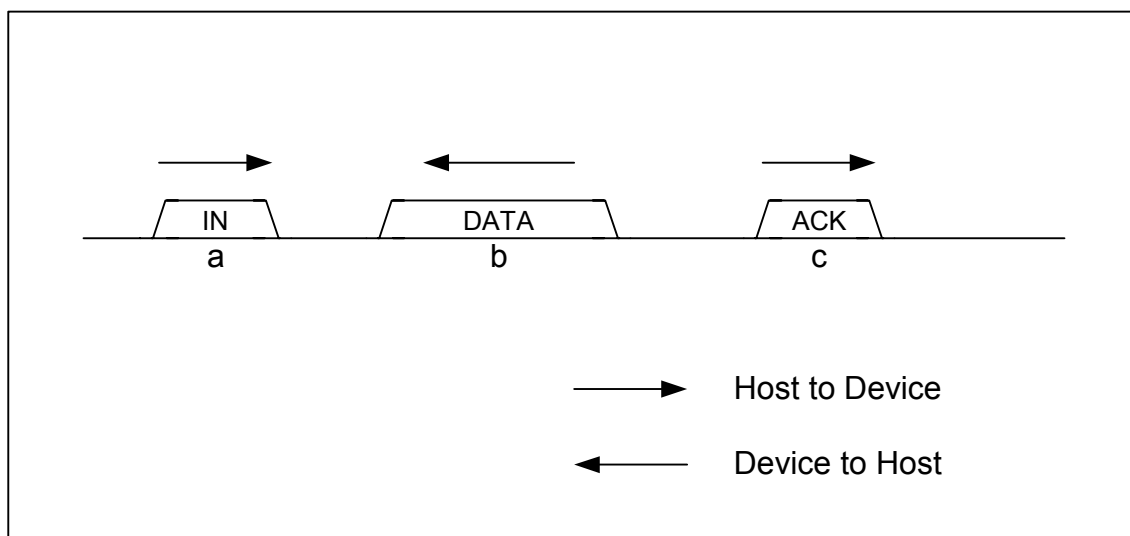 IN DATA ACK
a b c
Host to Device
Device to Host